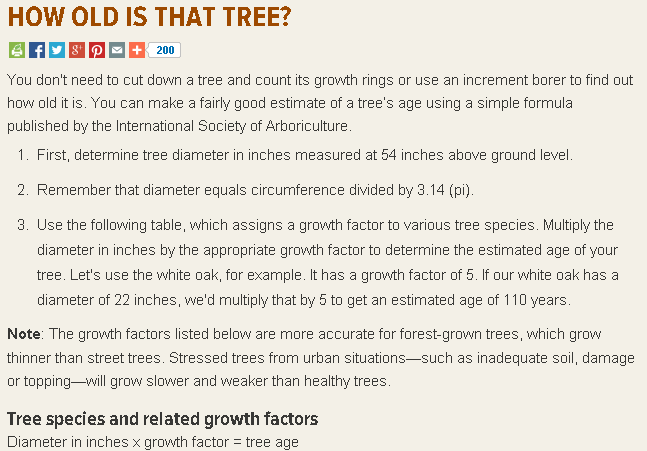 HOW OLD IS THAT TREE?
200
You don't need to cut down a tree and count its growth rings or use an increment borer to find out
how old it is. You can make a fairly good estimate of a tree's age using a simple formula
published by the International Society of Arboriculture.
1. First, determine tree diameter in inches measured at 54 inches above ground level.
2. Remember that diameter equals circumference divided by 3.14 (pi).
3. Use the following table, which assigns a growth factor to various tree species. Multiply the
diameter in inches by the appropriate growth factor to determine the estimated age of your
tree. Let's use the white oak, for example. It has a growth factor of 5. If our white oak has a
diameter of 22 inches, we'd multiply that by 5 to get an estimated age of 110 years.
Note: The growth factors listed below are more accurate for forest-grown trees, which grow
thinner than street trees. Stressed trees from urban situations—such as inadequate soil, damage
or topping—will grow slower and weaker than healthy trees.
Tree species and related growth factors
Diameter in inches x growth factor = tree age